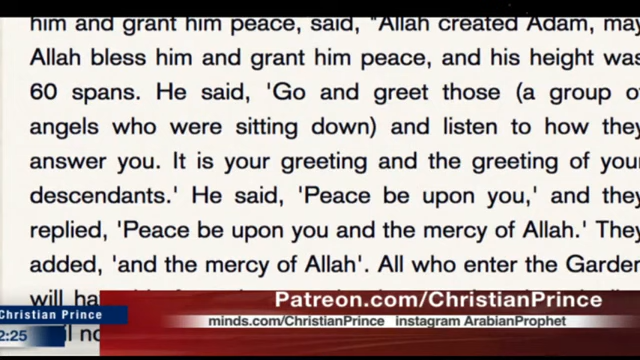 him and grant him peace, said, "Allah created Adam, may
Allah bless him and grant him peace, and his height was
60 spans. He said, 'Go and greet those (a group of
angels who were sitting down) and listen to how they
answer you. It is your greeting and the greeting of your
descendants.' He said, 'Peace be upon you,' and they
replied, 'Peace be upon you and the mercy of Allah.' They
added, 'and the mercy of Allah'. All who enter the Garden
will
Patreon.com/ChristianPrince
Christian Prince
minds.com/ChristianPrince instagram ArabianProphet
2:25